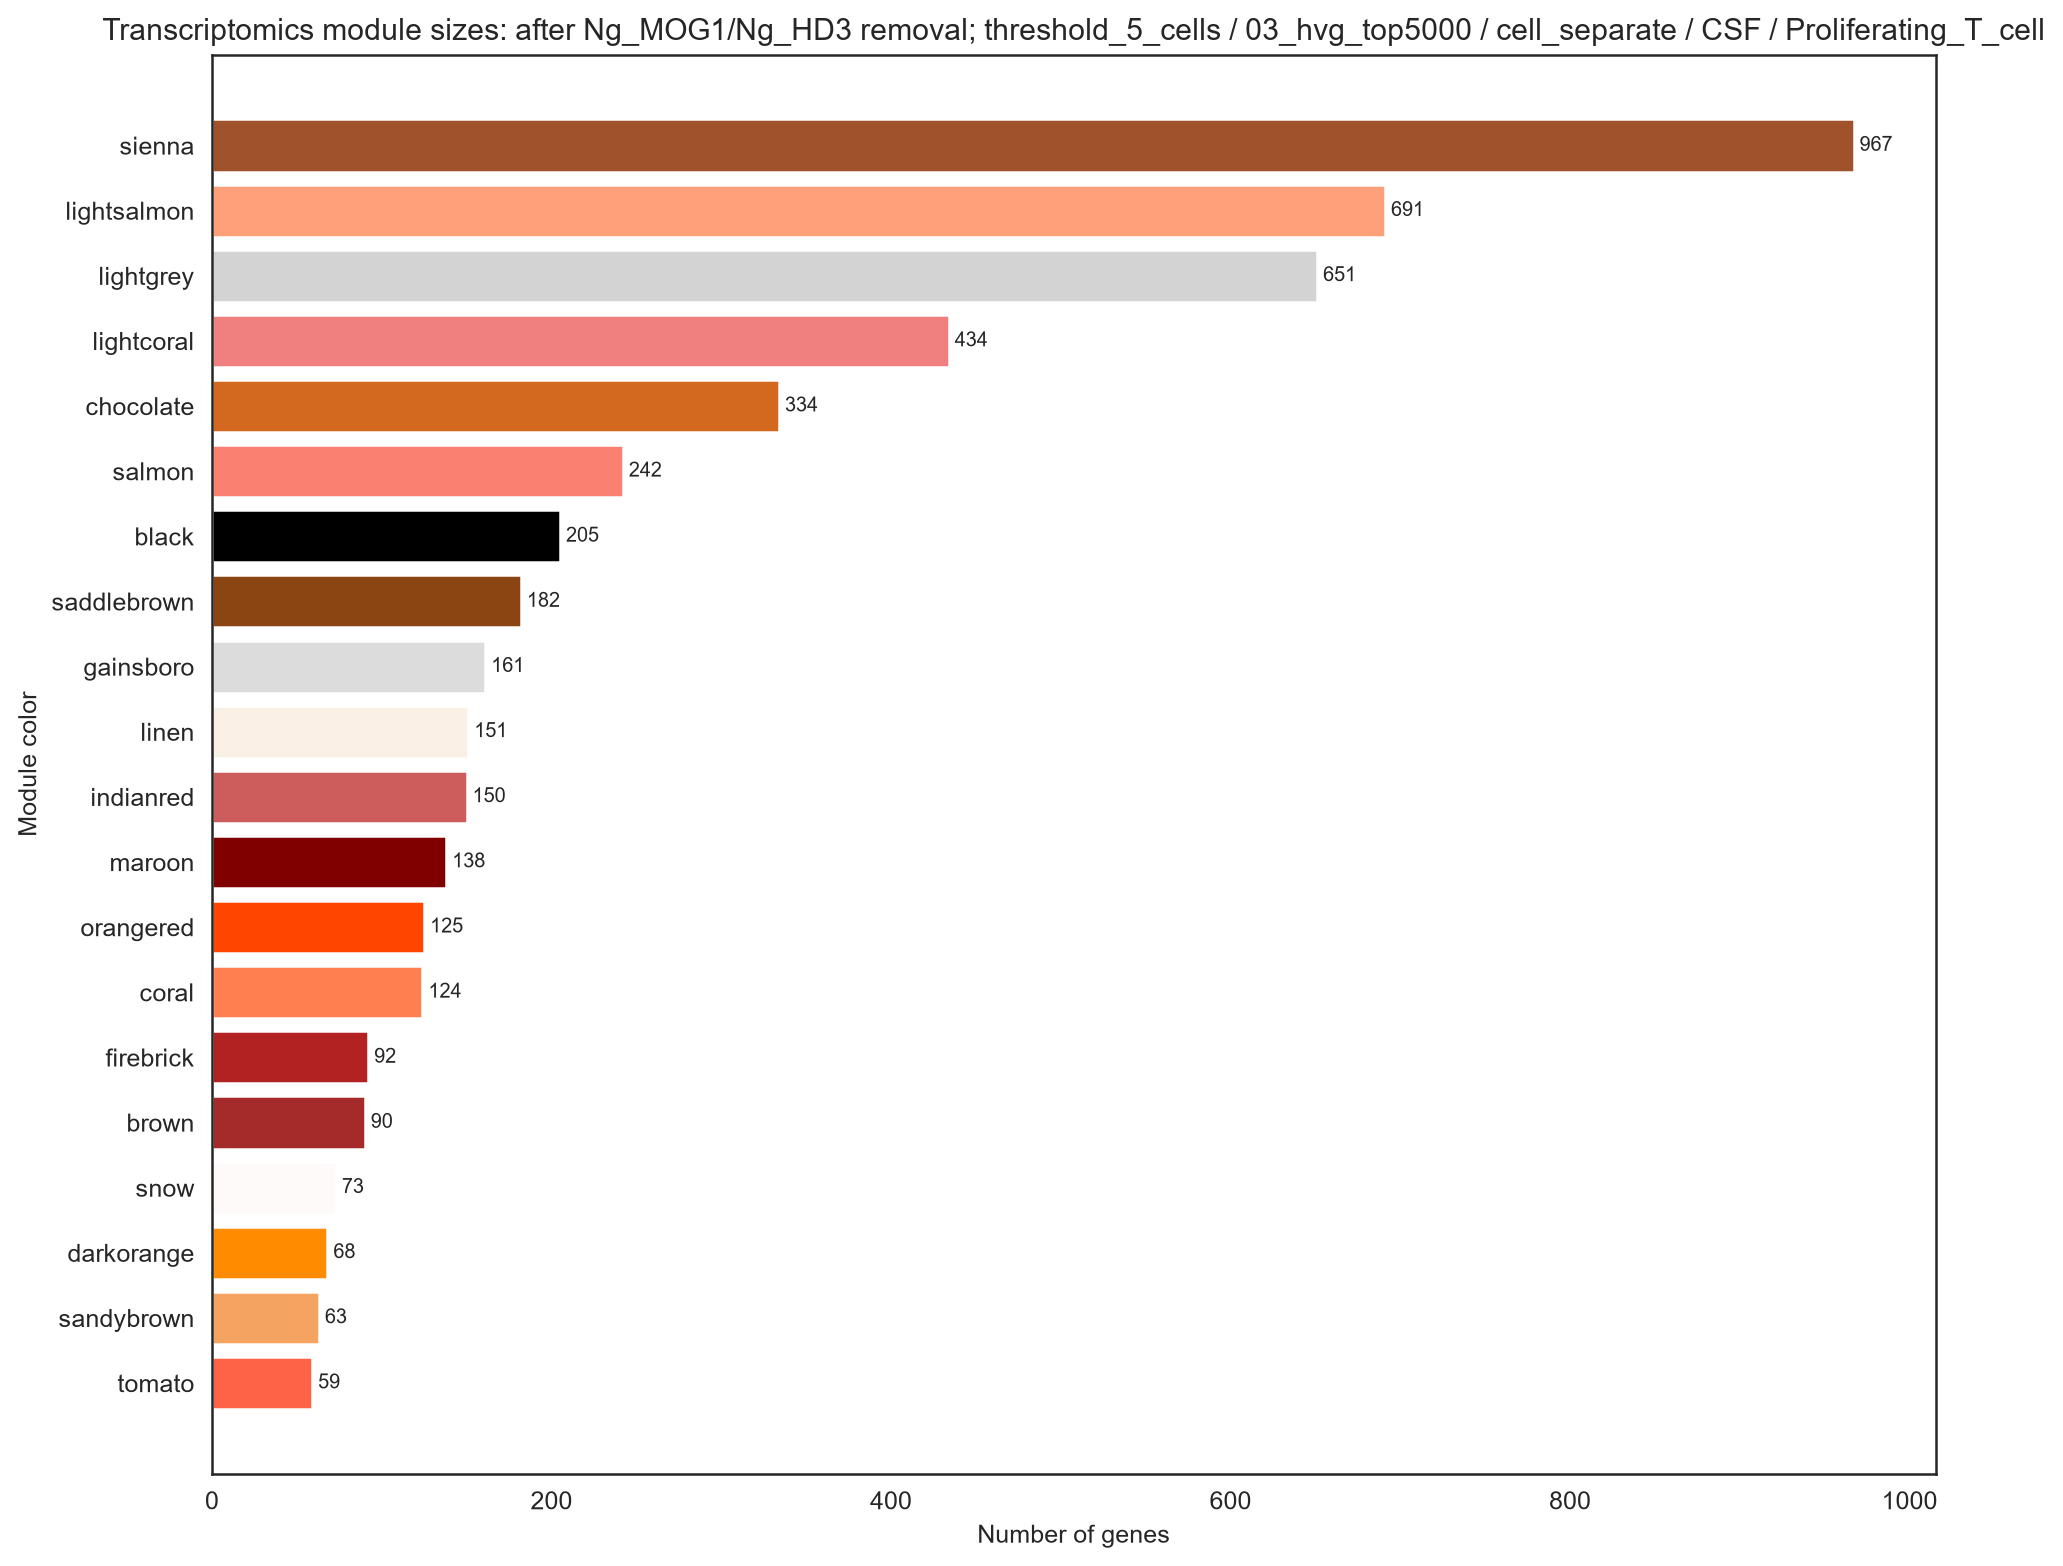 Transcriptomics module sizes: after Ng_MOG1/Ng_HD3 removal; threshold_5_cells / 03_hvg_top5000 / cell_separate / CSF / Proliferating_T_cell
Module color
sienna 967
lightsalmon 691
lightgrey 651
lightcoral 434
chocolate 334
salmon 242
black 205
saddlebrown 182
gainsboro 161
linen 151
indianred 150
maroon 138
orangered 125
coral 124
firebrick 92
brown 90
snow 73
darkorange 68
sandybrown 63
tomato 59
0 200 400 600 800 1000
Number of genes